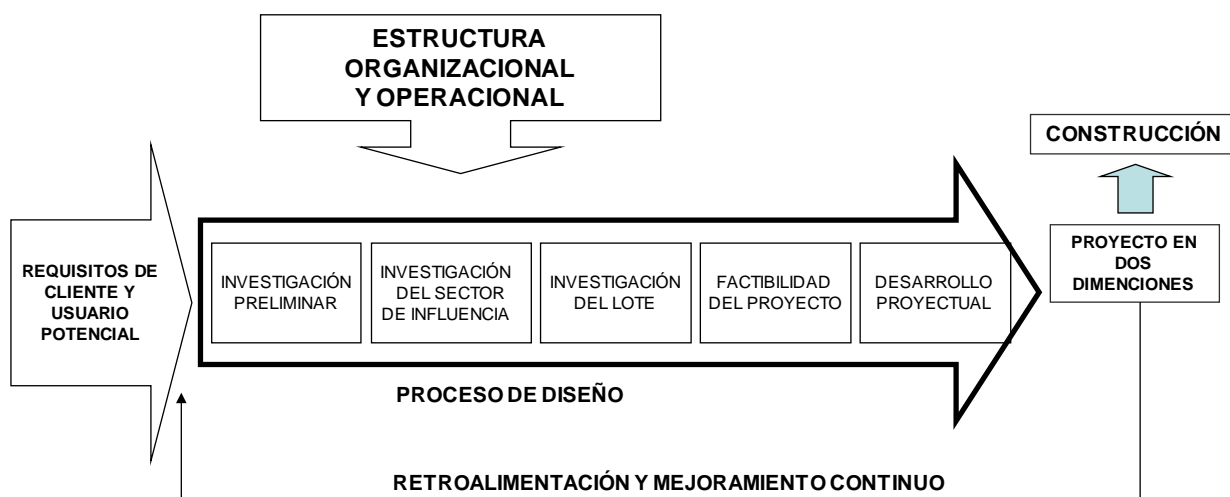 ESTRUCTURA
ORGANIZACIONAL
Y OPERACIONAL
CONSTRUCCIÓN
REQUISITOS DE
CLIENTE Y
USUARIO
POTENCIAL
INVESTIGACIÓN
PRELIMINAR
INVESTIGACIÓN
DEL SECTOR
DE INFLUENCIA
INVESTIGACIÓN
DEL LOTE
FACTIBILIDAD
DEL PROYECTO
DESARROLLO
PROYECTUAL
PROYECTO EN
DOS
DIMENCIONES
PROCESO DE DISEÑO
RETROALIMENTACIÓN Y MEJORAMIENTO CONTINUO